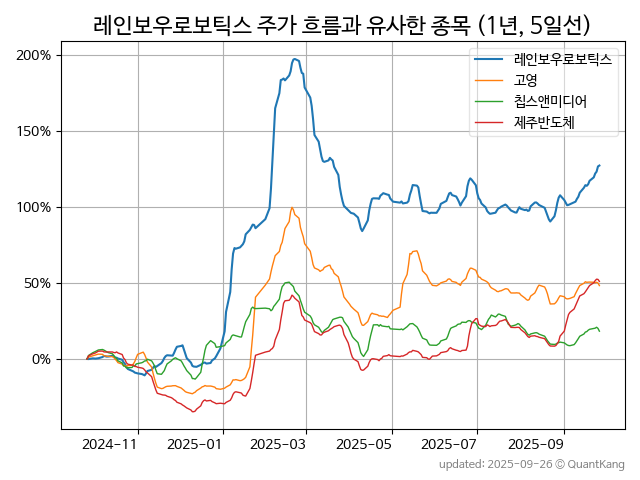 레인보우로보틱스 주가 흐름과 유사한 종목 (1년, 5일선)
200%
150%
100%
50%
0%
레인보우로보틱스
고영
칩스앤미디어
제주반도체
2024-11 2025-01 2025-03 2025-05 2025-07 2025-09
updated: 2025-09-26 © QuantKang